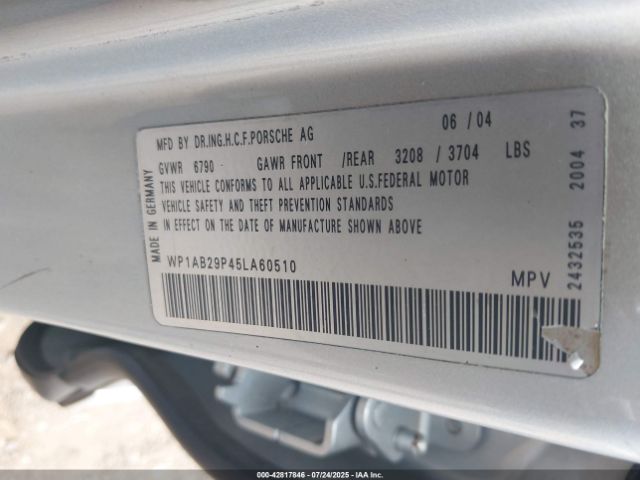 MFD BY DR.ING.H.C.F.PORSCHE AG 06 / 04
GVWR 6790 GAWR FRONT /REAR 3208 / 3704 LBS
THIS VEHICLE CONFORMS TO ALL APPLICABLE U.S.FEDERAL MOTOR
VEHICLE SAFETY AND THEFT PREVENTION STANDARDS
IN EFFECT ON THE DATE OF MANUFACTURE SHOWN ABOVE
WP1AB29P45LA60510 MPV
MADE IN GERMANY
2432535 2004 37
000-42817846 - 07/24/2025 - IAAI, Inc.